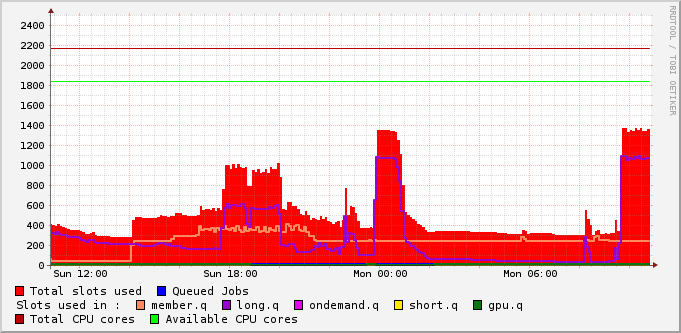 2400
2200
2000
1800
1600
1400
1200
1000
800
600
400
200
0
RRDTOOL / TOBI OETIKER
Sun 12:00 Sun 18:00 Mon 00:00 Mon 06:00
Total slots used Queued Jobs
Slots used in : member.q long.q ondemand.q short.q gpu.q
Total CPU cores Available CPU cores